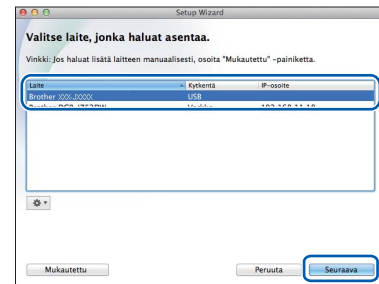 Setup Wizard
Valitse laite, jonka haluat asentaa.
Vinkki: Jos haluat lisätä laitteen manuaalisesti, osoita "Mukautettu" -painiketta.
Laite Kytkentä IP-osoite
Brother XXX-JXXXX USB
Mukautettu Peruuta Seuraava